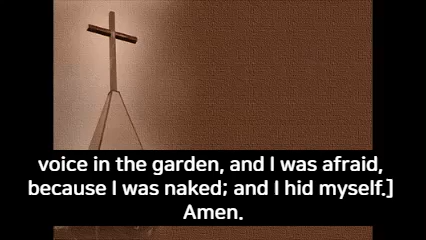 voice in the garden, and I was afraid,
because I was naked; and I hid myself.]
Amen.